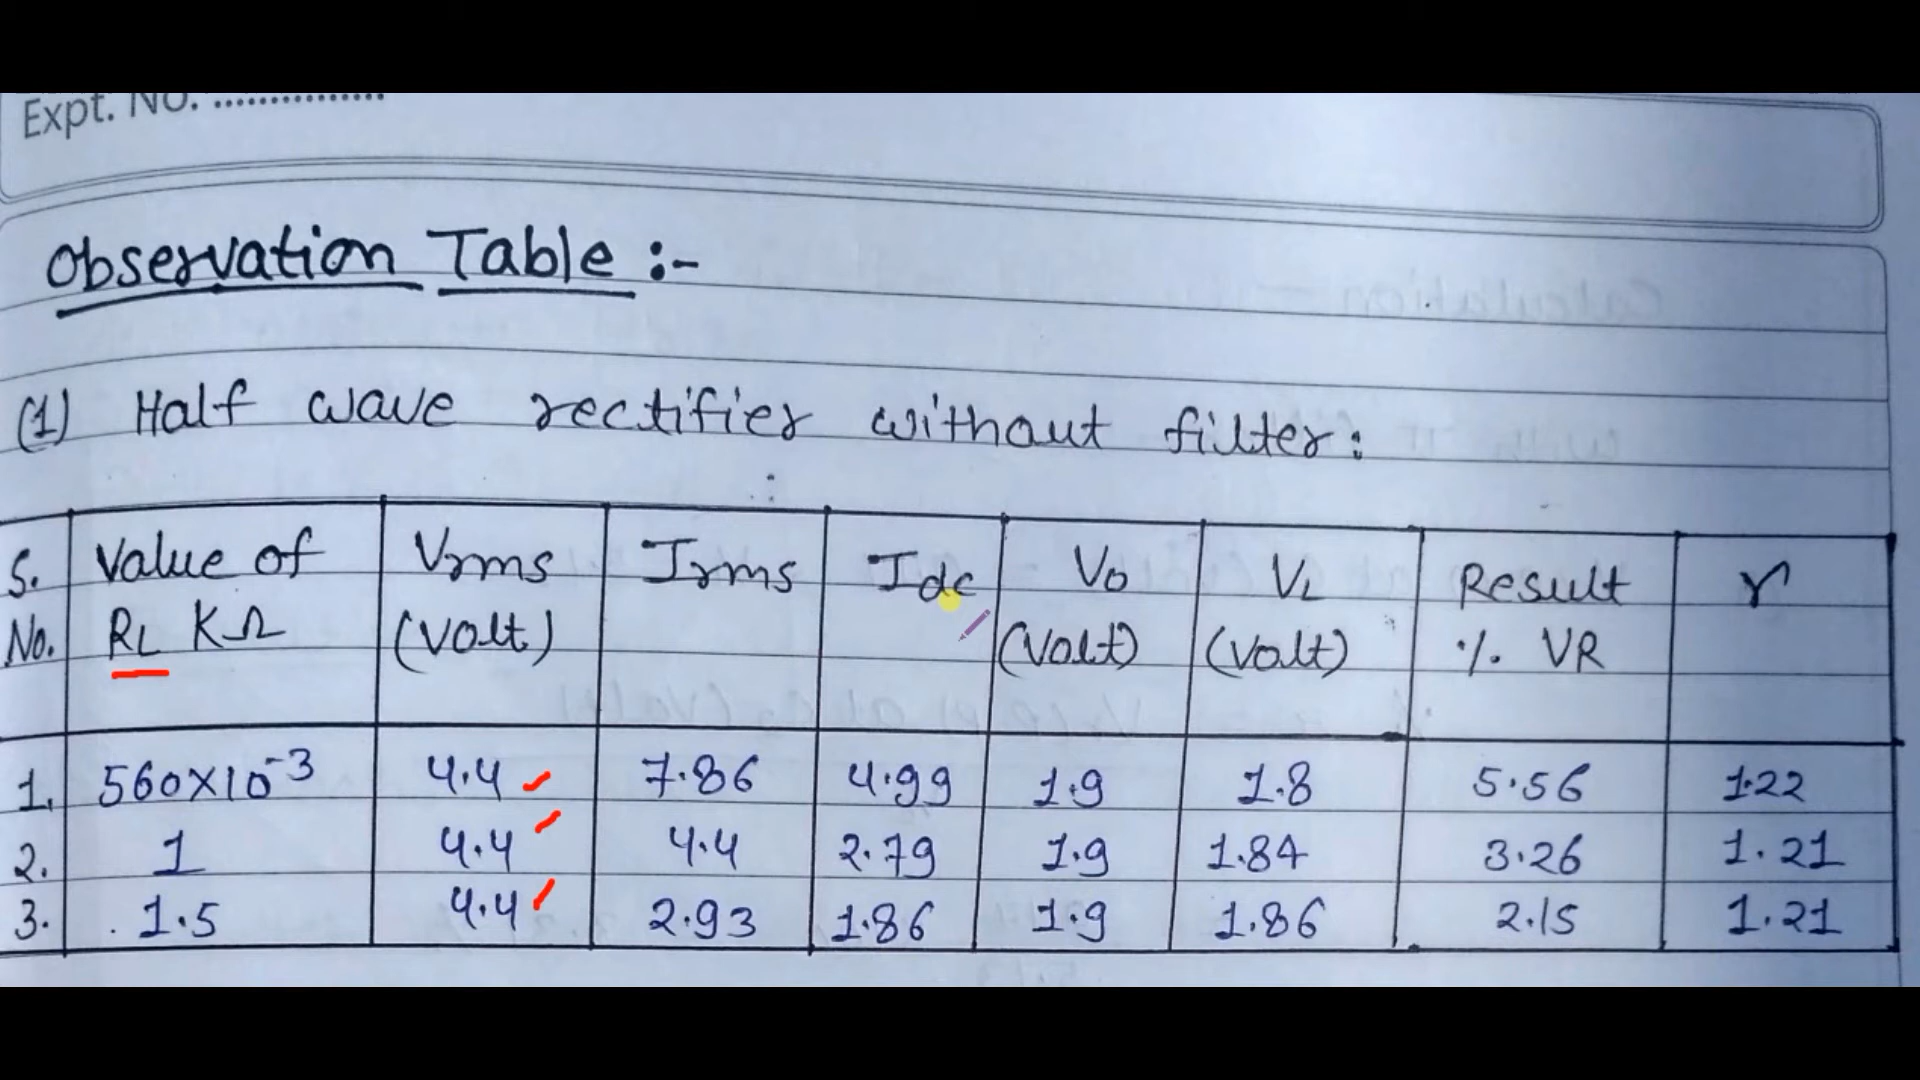 Expt. No. ...............
Observation Table :-
(1) Half wave rectifier without filter:
S. No. Value of RL KΩ Vrms (Volt) Irms Idc Vo (Volt) VL (Volt) Result % VR r
1. 560×10⁻³ 4.4 7.86 4.99 1.9 1.8 5.56 1.22
2. 1 4.4 4.4 2.79 1.9 1.84 3.26 1.21
3. 1.5 4.4 2.93 1.86 1.9 1.86 2.15 1.21